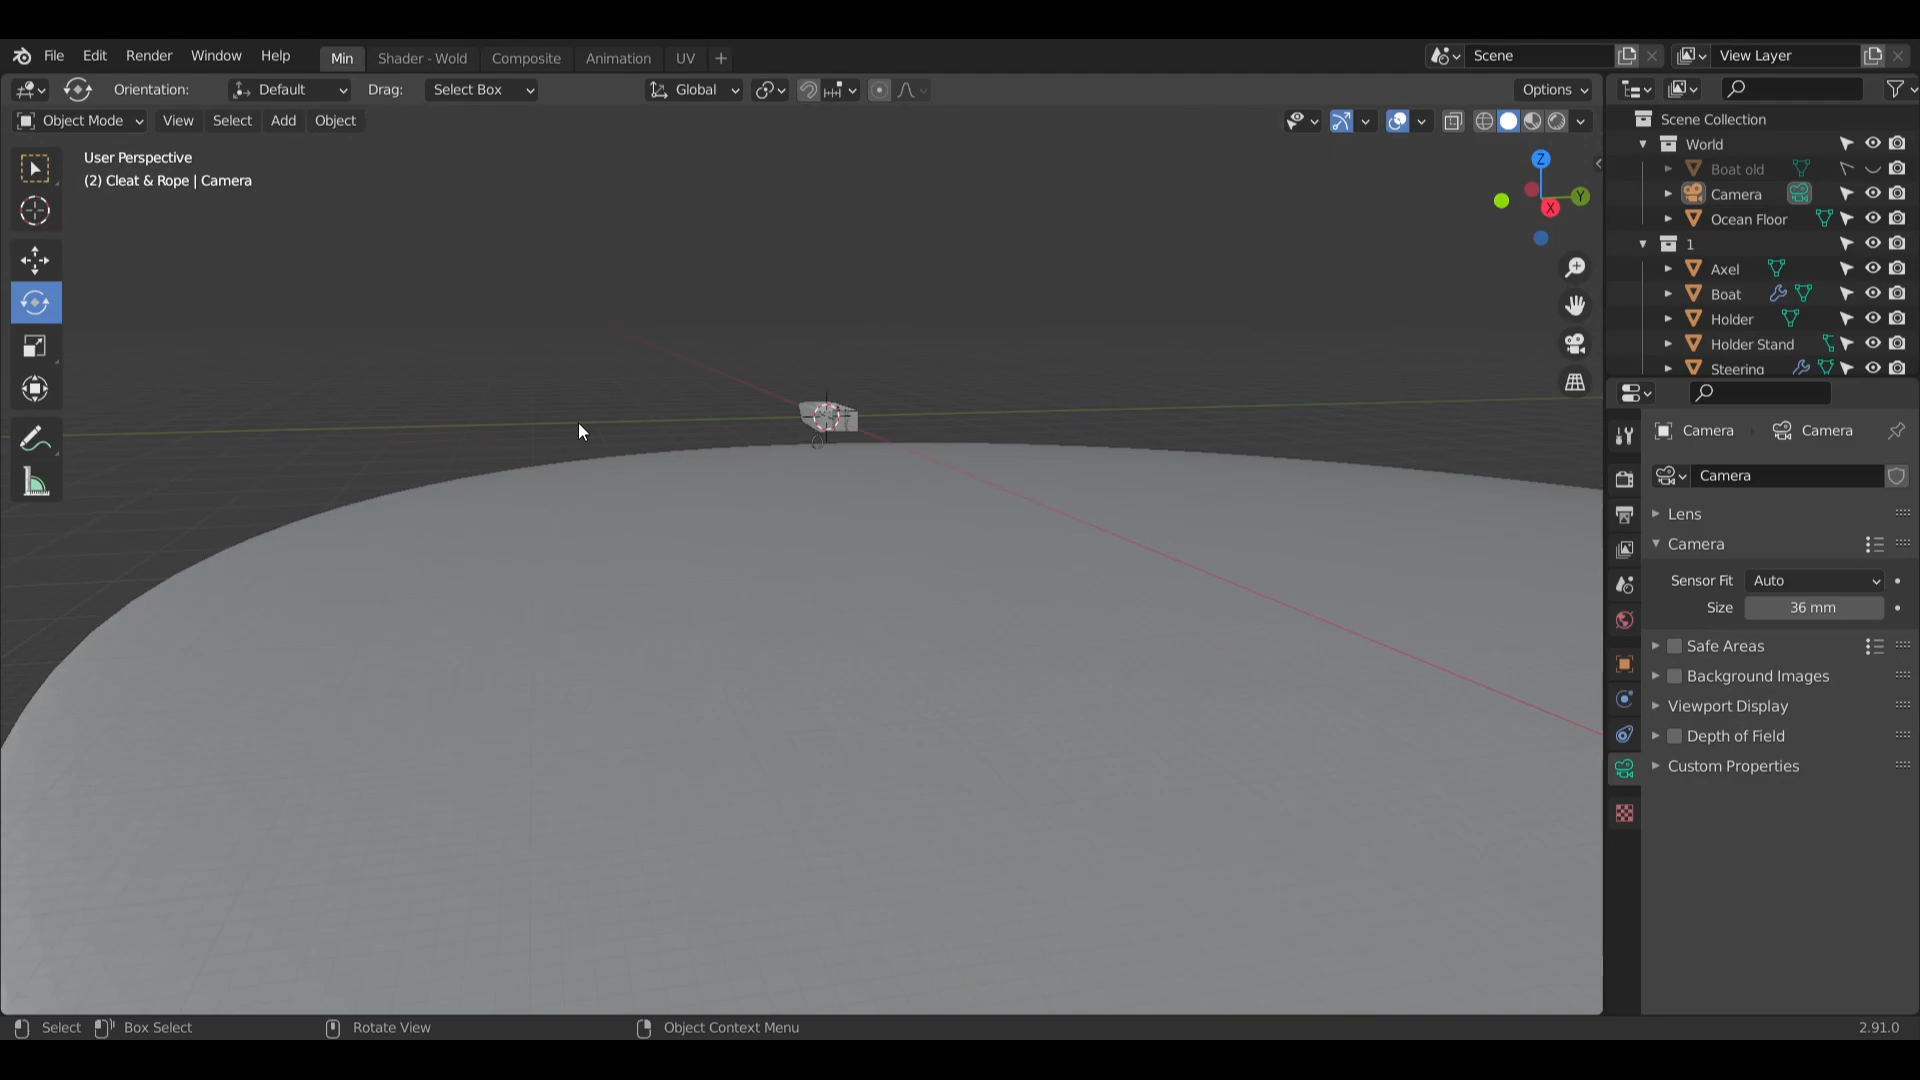 File Edit Render Window Help Min Shader - Wold Composite Animation UV + Scene View Layer
Orientation: Default Drag: Select Box Global Options
Object Mode View Select Add Object
User Perspective
(2) Cleat & Rope | Camera
Z
Y
X
Scene Collection
World
Boat old
Camera
Ocean Floor
1
Axel
Boat
Holder
Holder Stand
Steering
Camera Camera
Camera
Lens
Camera
Sensor Fit Auto
Size 36 mm
Safe Areas
Background Images
Viewport Display
Depth of Field
Custom Properties
Select Box Select Rotate View Object Context Menu 2.91.0